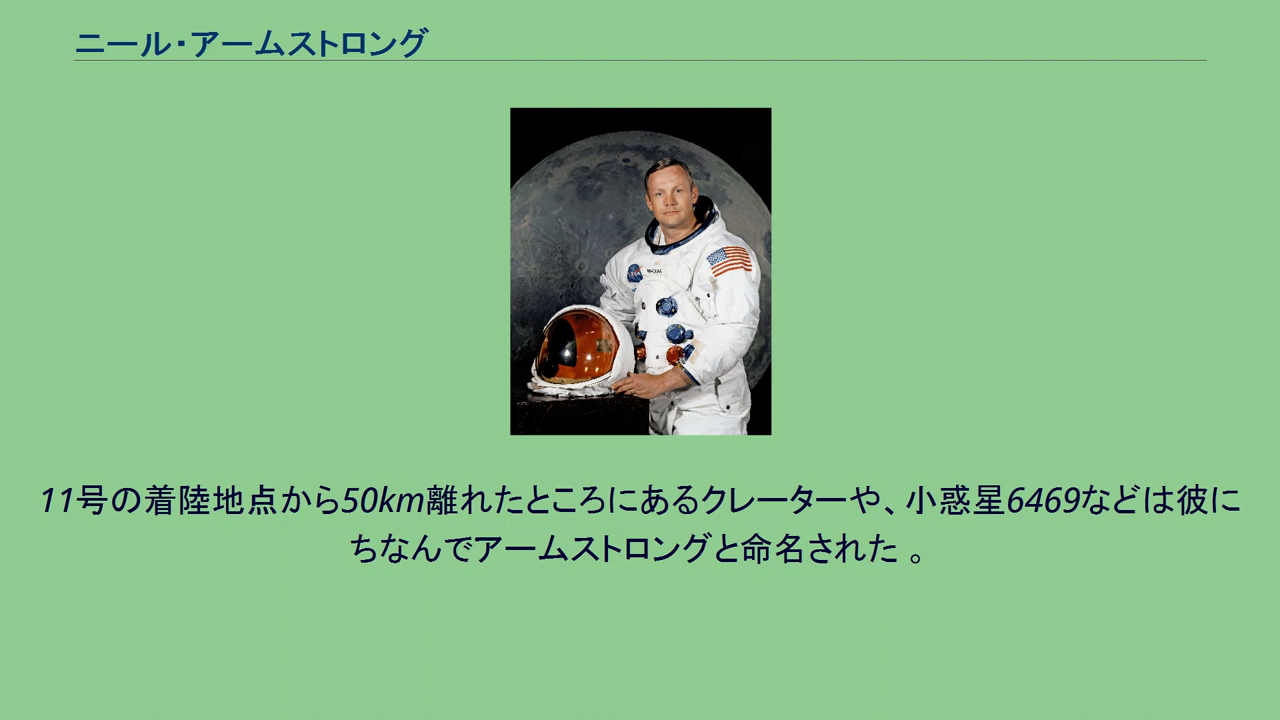 ニール・アームストロング
11号の着陸地点から50km離れたところにあるクレーターや、小惑星6469などは彼に
ちなんでアームストロングと命名された 。